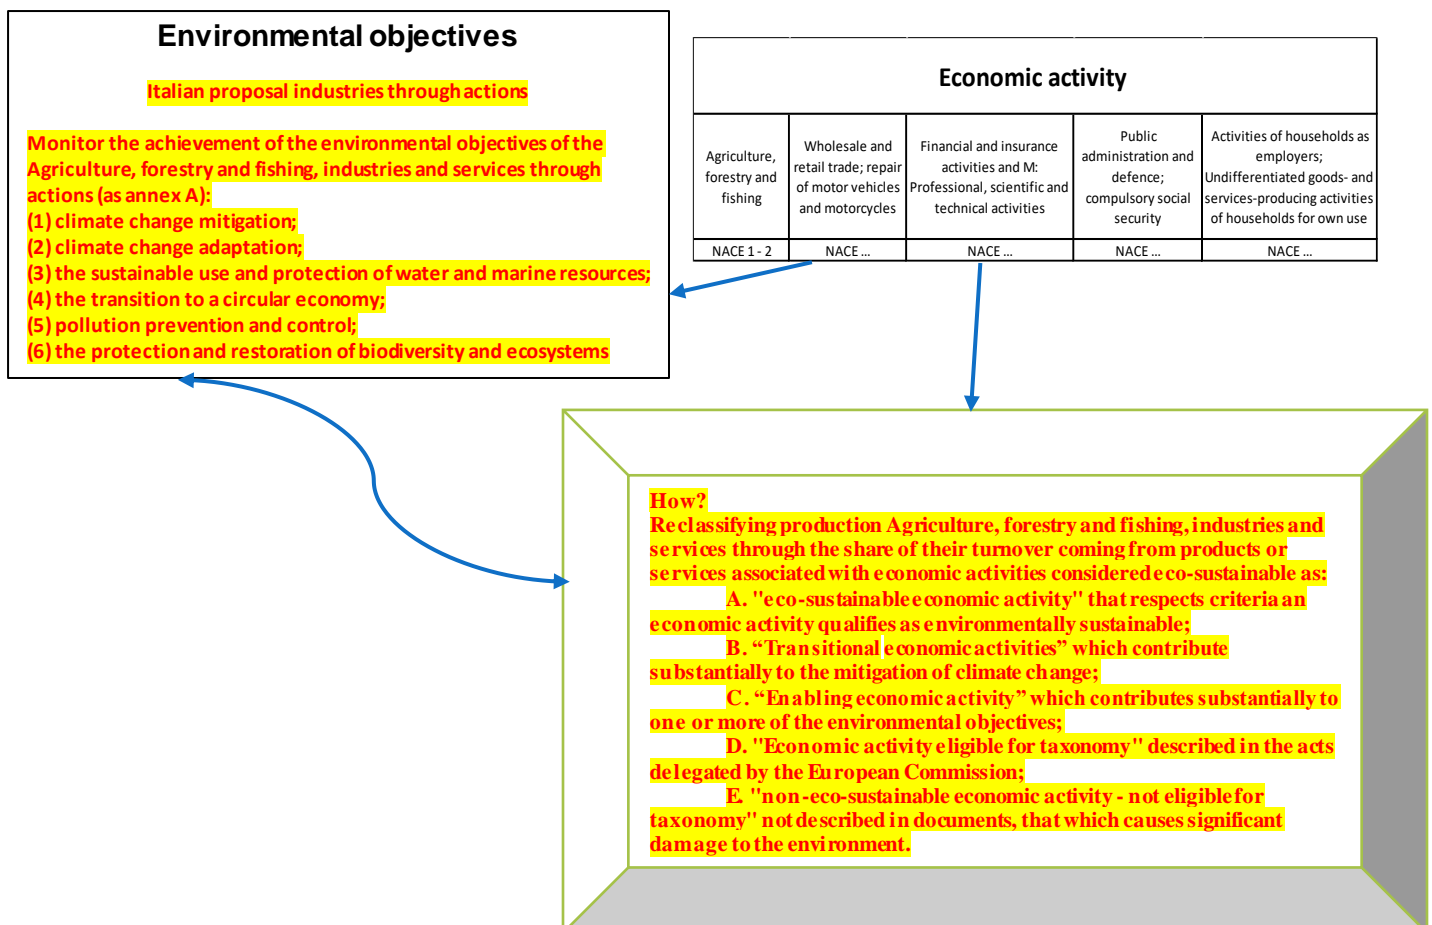 Environmental objectives
Italian proposal industries through actions
Monitor the achievement of the environmental objectives of the
Agriculture, forestry and fishing, industries and services through
actions (as annex A):
(1) climate change mitigation;
(2) climate change adaptation;
(3) the sustainable use and protection of water and marine resources;
(4) the transition to a circular economy;
(5) pollution prevention and control;
(6) the protection and restoration of biodiversity and ecosystems
Economic activity
Agriculture,
forestry and
fishing
Wholesale and
retail trade; repair
of motor vehicles
and motorcycles
Financial and insurance
activities and M:
Professional, scientific and
technical activities
Public
administration and
defence;
compulsory social
security
Activities of households as
employers;
Undifferentiated goods- and
services-producing activities
of households for own use
NACE 1 - 2
NACE ...
NACE ...
NACE ...
NACE ...
How?
Reclassifying production Agriculture, forestry and fishing, industries and
services through the share of their turnover coming from products or
services associated with economic activities considered eco-sustainable as:
A. "eco-sustainable economic activity" that respects criteria an
economic activity qualifies as environmentally sustainable;
B. “Transitional economic activities” which contribute
substantially to the mitigation of climate change;
C. “Enabling economic activity” which contributes substantially to
one or more of the environmental objectives;
D. "Economic activity eligible for taxonomy" described in the acts
delegated by the European Commission;
E. "non-eco-sustainable economic activity - not eligible for
taxonomy" not described in documents, that which causes significant
damage to the environment.